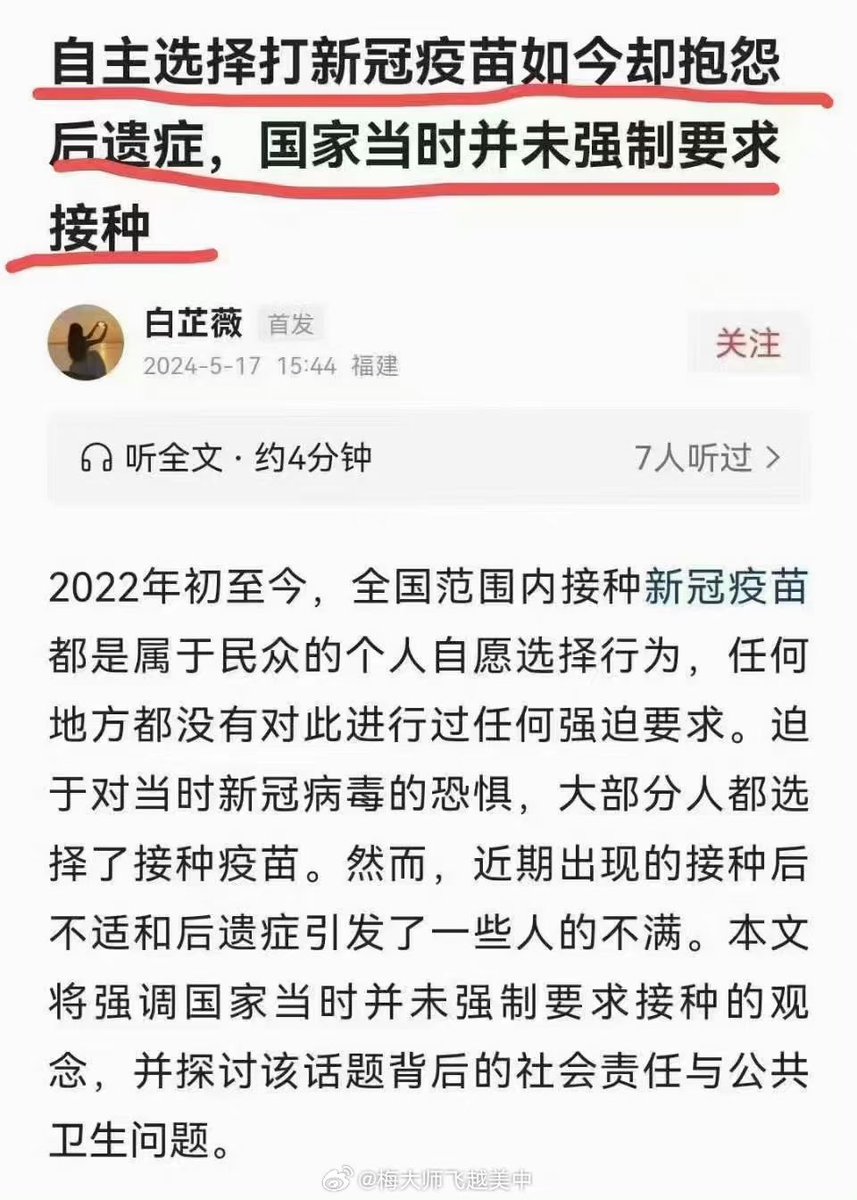 自主选择打新冠疫苗如今却抱怨
后遗症，国家当时并未强制要求
接种
白芷薇 首发
2024-5-17 15:44 福建
关注
听全文·约4分钟
7人听过 >
2022年初至今，全国范围内接种新冠疫苗
都是属于民众的个人自愿选择行为，任何
地方都没有对此进行过任何强迫要求。迫
于对当时新冠病毒的恐惧，大部分人都选
择了接种疫苗。然而，近期出现的接种后
不适和后遗症引发了一些人的不满。本文
将强调国家当时并未强制要求接种的观
念，并探讨该话题背后的社会责任与公共
卫生问题。
@梅大师飞越美中